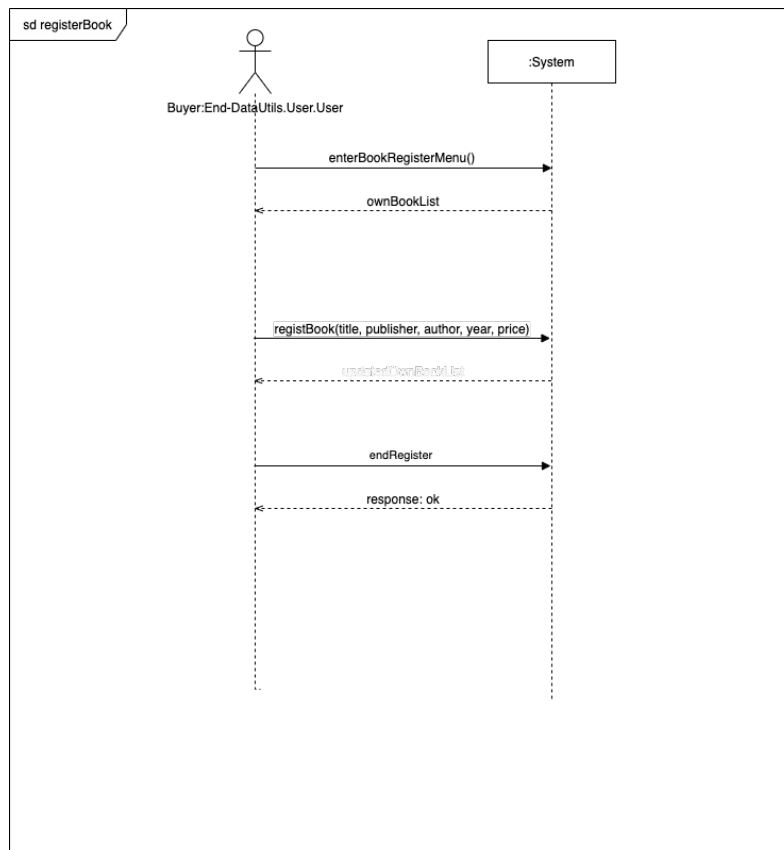 sd registerBook
:System
Buyer:End-DataUtils.User.User
enterBookRegisterMenu()
ownBookList
registBook(title, publisher, author, year, price)
updatedOwnBookList
endRegister
response: ok